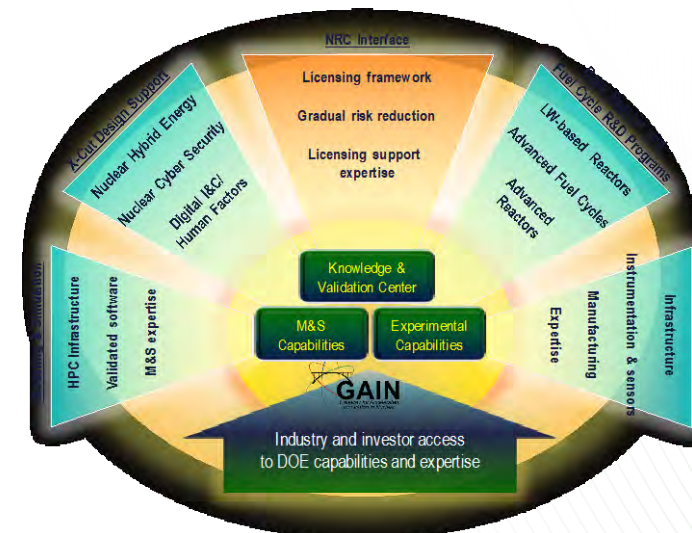 NRC Interface
Licensing framework
Gradual risk reduction
Licensing support
expertise
X-Cut Design Support
Nuclear Hybrid Energy
Nuclear Cyber Security
Digital I&C/
Human Factors
Fuel Cycle R&D Programs
LW-based Reactors
Advanced Fuel Cycles
Advanced
Reactors
HPC Infrastructure
Validated software
M&S expertise
Knowledge &
Validation Center
M&S
Capabilities
Experimental
Capabilities
Expertise
Manufacturing
Instrumentation & sensors
Infrastructure
GAIN
Industry and investor access
to DOE capabilities and expertise